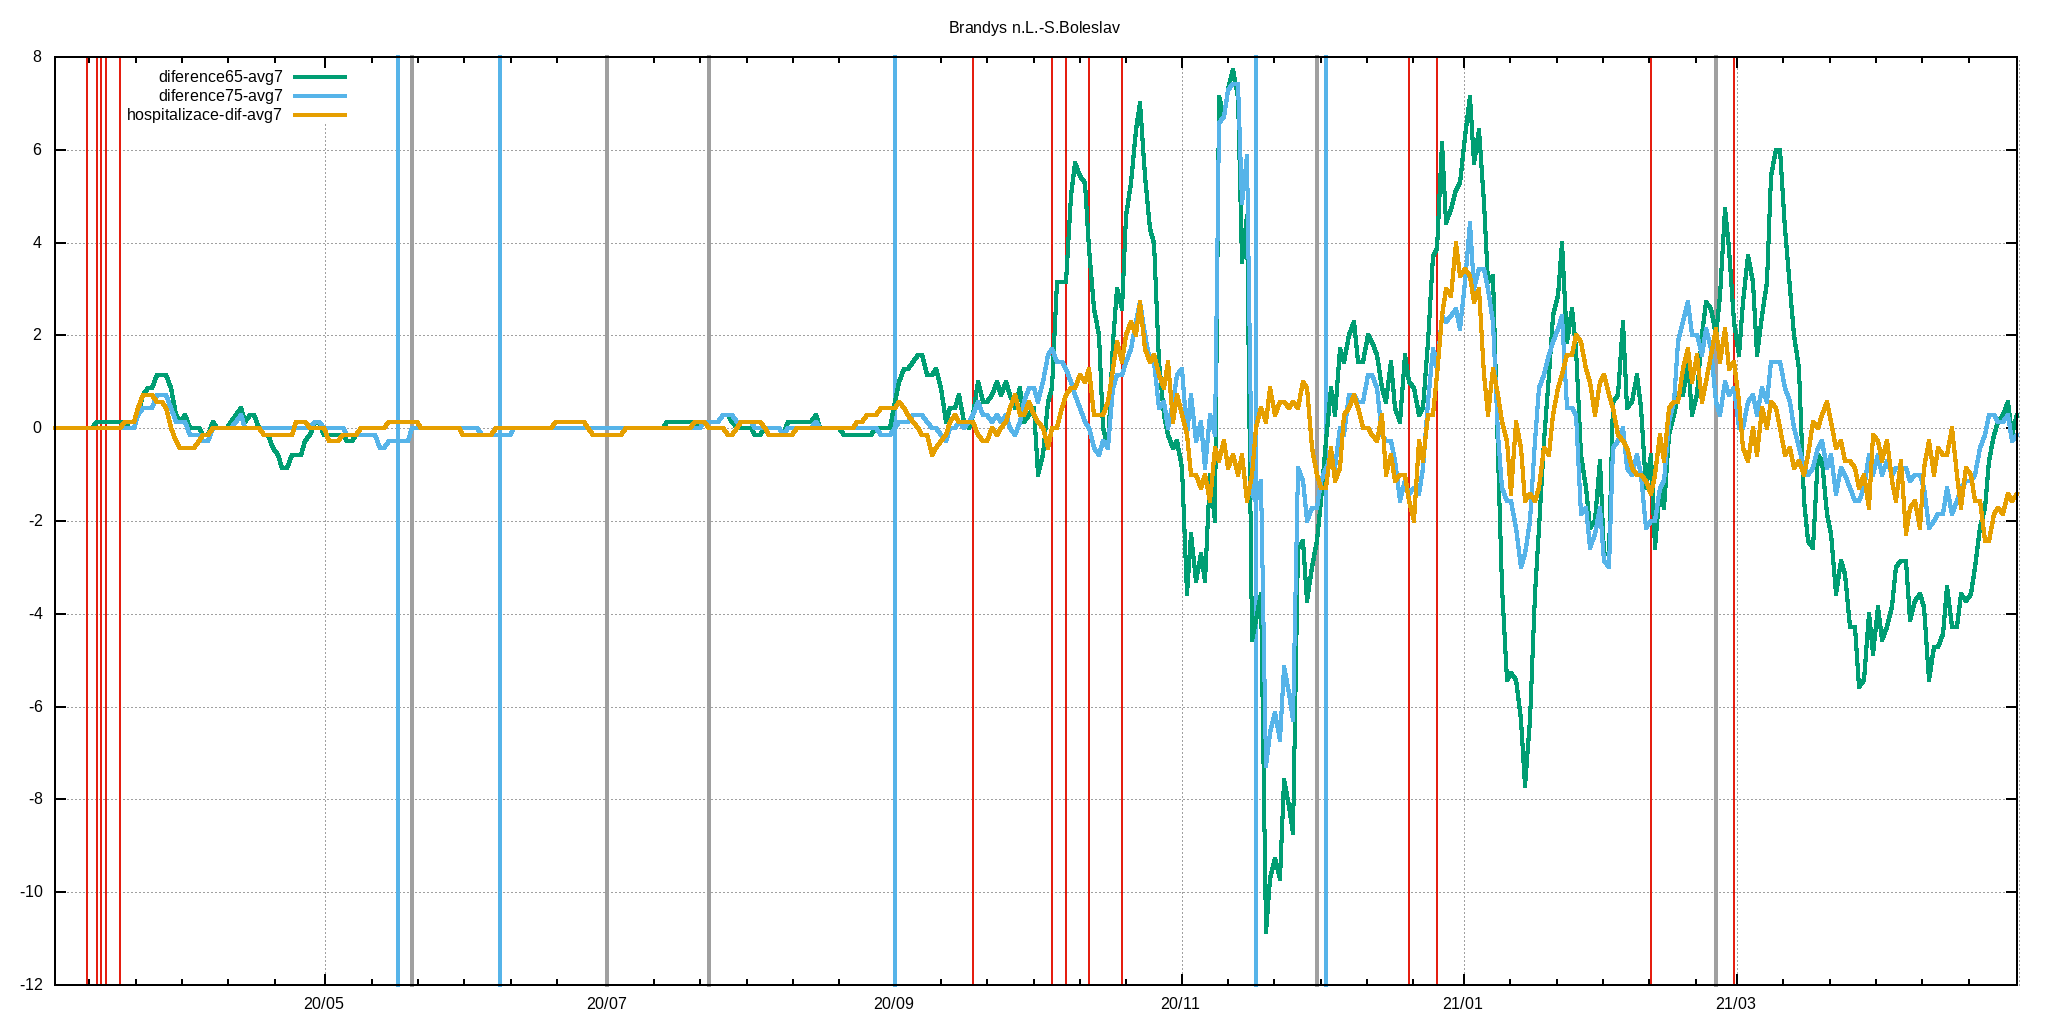 Brandys n.L.-S.Boleslav
diference65-avg7
diference75-avg7
hospitalizace-dif-avg7
8
6
4
2
0
-2
-4
-6
-8
-10
-12
20/05 20/07 20/09 20/11 21/01 21/03